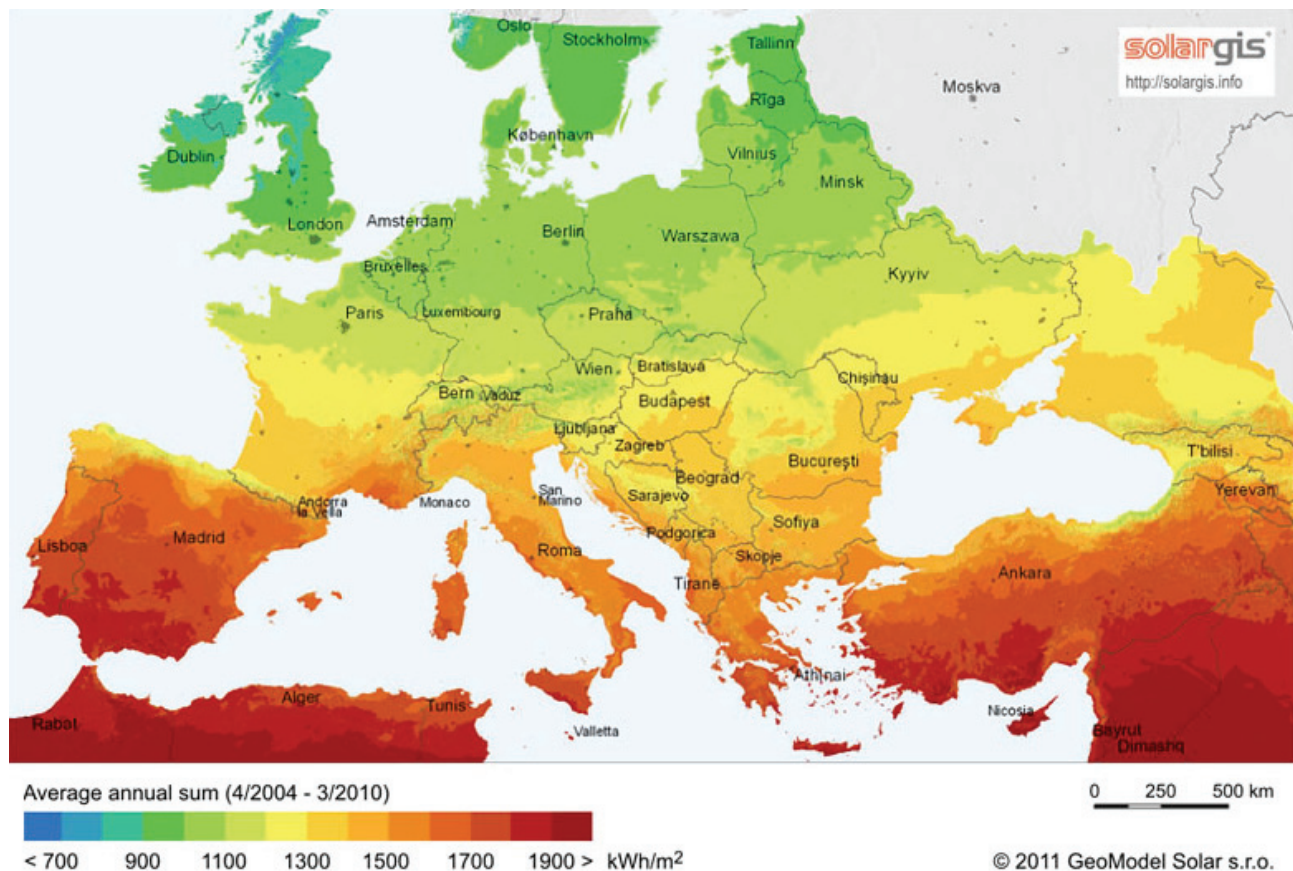 Oslo
Stockholm
Tallinn
solargis
http://solargis.info
Moskva
Rīga
København
Dublin
Vilnius
Minsk
London
Amsterdam
Berlin
Warszawa
Bruxelles
Kyyiv
Paris
Luxembourg
Praha
Wien
Bratislava
Chişinau
Bern
Vaduz
Budapest
Ljubljana
Zagreb
T'bilisi
Bucureşti
Beograd
Yerevan
Andorra
la Vella
Monaco
San
Marino
Sarajevo
Sofiya
Podgorica
Lisboa
Madrid
Roma
Skopje
Tiranë
Ankara
Athínai
Alger
Tunis
Nicosia
Rabat
Valletta
Bayrut
Dimashq
Average annual sum (4/2004 - 3/2010)
0 250 500 km
< 700 900 1100 1300 1500 1700 1900 > kWh/m²
© 2011 GeoModel Solar s.r.o.